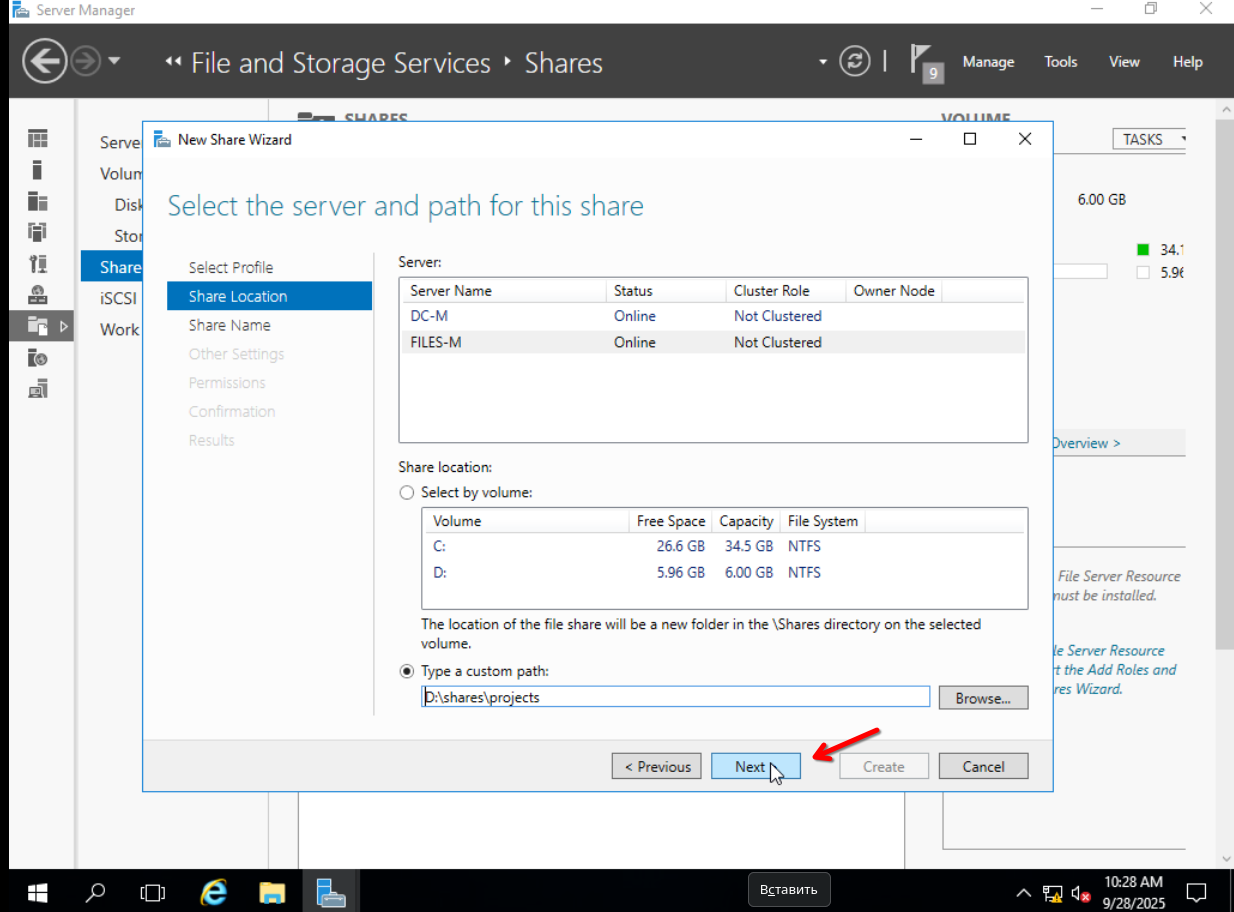 Server Manager
File and Storage Services Shares
9
Manage Tools View Help
SHARES
VOLUME
TASKS
Serve
Volum
Disk
Stor
Share
iSCSI
Work
New Share Wizard
Select the server and path for this share
Select Profile
Share Location
Share Name
Other Settings
Permissions
Confirmation
Results
Server:
Server Name Status Cluster Role Owner Node
DC-M Online Not Clustered
FILES-M Online Not Clustered
Share location:
Select by volume:
Volume Free Space Capacity File System
C: 26.6 GB 34.5 GB NTFS
D: 5.96 GB 6.00 GB NTFS
The location of the file share will be a new folder in the \Shares directory on the selected
volume.
Type a custom path:
D:\shares\projects
Browse...
< Previous Next Create Cancel
6.00 GB
34.1
5.96
Overview >
File Server Resource
must be installed.
le Server Resource
rt the Add Roles and
res Wizard.
Вставить
10:28 AM
9/28/2025